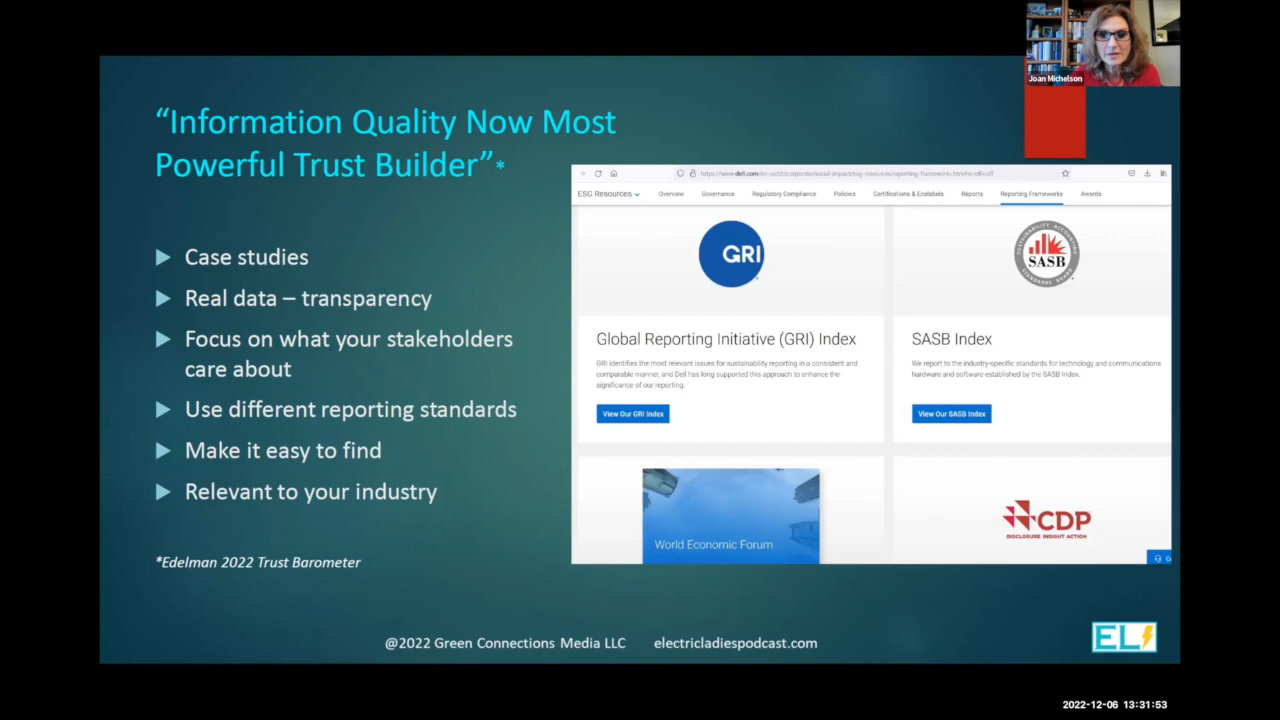 Joan Michelson
“Information Quality Now Most
Powerful Trust Builder”*
Case studies
Real data – transparency
Focus on what your stakeholders
care about
Use different reporting standards
Make it easy to find
Relevant to your industry
*Edelman 2022 Trust Barometer
ESG Resources Overview Governance Regulatory Compliance Policies Certifications & Ecolabels Reports Reporting Frameworks Awards
GRI
Global Reporting Initiative (GRI) Index
GRI identifies the most relevant issues for sustainability reporting in a consistent and
comparable manner, and Dell has long supported this approach to enhance the
significance of our reporting.
View Our GRI Index
SUSTAINABILITY ACCOUNTING
SASB
STANDARDS BOARD
SASB Index
We report to the industry-specific standards for technology and communications
hardware and software established by the SASB Index.
View Our SASB Index
World Economic Forum
CDP
DISCLOSURE INSIGHT ACTION
@2022 Green Connections Media LLC electricladiespodcast.com
EL
2022-12-06 13:31:53